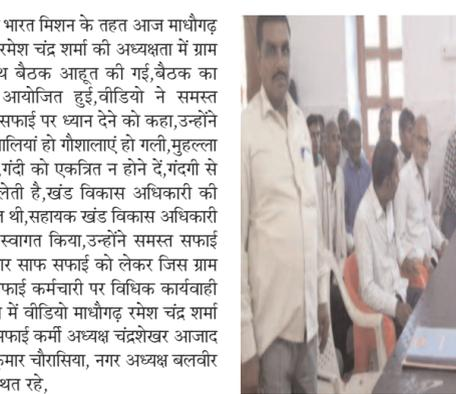 भारत मिशन के तहत आज माधौगढ़
रमेश चंद्र शर्मा की अध्यक्षता में ग्राम
थ बैठक आहूत की गई,बैठक का
आयोजित हुई,वीडियो ने समस्त
सफाई पर ध्यान देने को कहा,उन्होंने
ालियां हो गौशालाएं हो गली,मुहल्ला
,गंदी को एकत्रित न होने दें,गंदगी से
लेती है,खंड विकास अधिकारी की
त थी,सहायक खंड विकास अधिकारी
स्वागत किया,उन्होंने समस्त सफाई
ार साफ सफाई को लेकर जिस ग्राम
फाई कर्मचारी पर विधिक कार्यवाही
में वीडियो माधौगढ़ रमेश चंद्र शर्मा
सफाई कर्मी अध्यक्ष चंद्रशेखर आजाद
कुमार चौरासिया, नगर अध्यक्ष बलवीर
थत रहे,